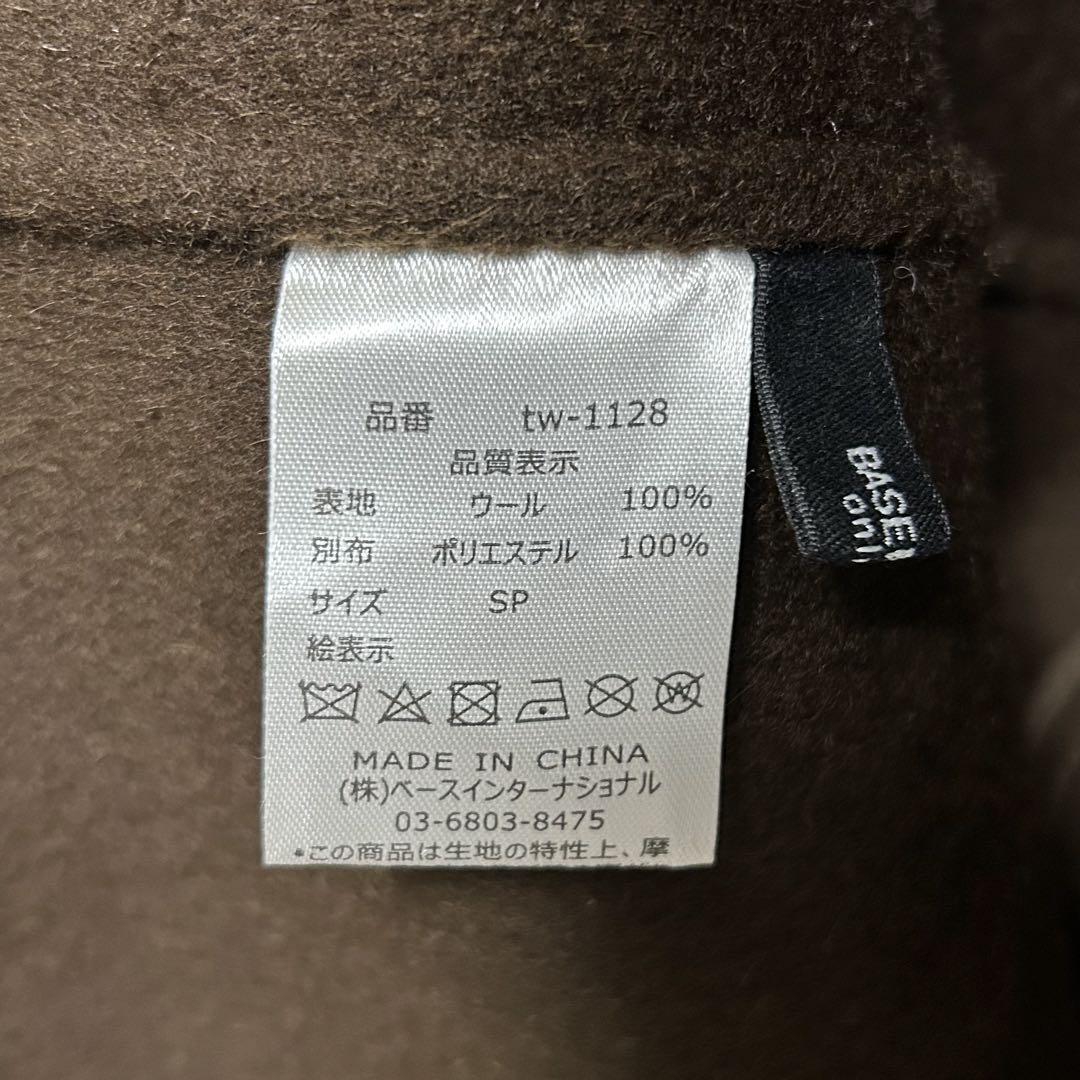 品番 tw-1128
品質表示
表地 ウール 100%
別布 ポリエステル 100%
サイズ SP
絵表示
W
MADE IN CHINA
(株)ベースインターナショナル
03-6803-8475
•この商品は生地の特性上、摩
BASE